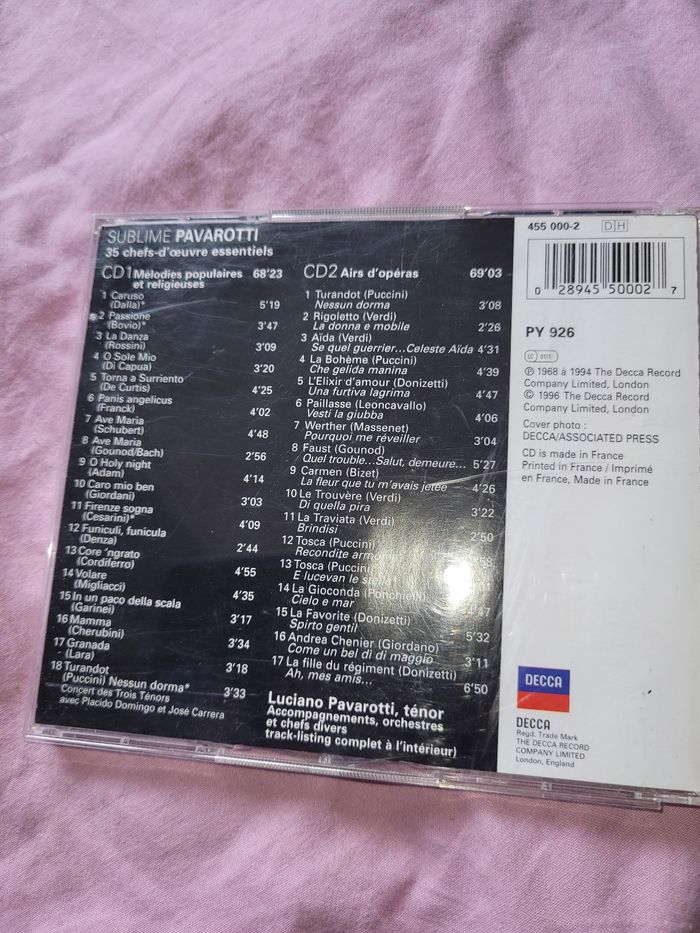 SUBLIME PAVAROTTI
35 chefs-d'œuvre essentiels
CD1 Mélodies populaires 68'23
et religieuses
1 Caruso
(Dalla)* 5'19
2 Passione
(Bovio)* 3'47
3 La Danza
(Rossini) 3'09
4 O Sole Mio
(Di Capua) 3'20
5 Torna a Surriento
(De Curtis) 4'25
6 Panis angelicus
(Franck) 4'02
7 Ave Maria
(Schubert) 4'48
8 Ave Maria
(Gounod/Bach) 2'56
9 O Holy night
(Adam) 4'14
10 Caro mio ben
(Giordani) 3'03
11 Firenze sogna
(Cesarini)* 4'09
12 Funiculi, funicula
(Denza) 2'44
13 Core 'ngrato
(Cordiferro) 4'55
14 Volare
(Migliacci) 4'35
15 In un paco della scala
(Garinei) 3'17
16 Mamma
(Cherubini) 3'34
17 Granada
(Lara) 3'18
18 Turandot
(Puccini) Nessun dorma* 3'33
Concert des Trois Ténors
avec Placido Domingo et José Carrera
CD2 Airs d'opéras 69'03
1 Turandot (Puccini)
Nessun dorma 3'08
2 Rigoletto (Verdi)
La donna e mobile 2'26
3 Aïda (Verdi)
Se quel guerrier...Celeste Aïda 4'31
4 La Bohème (Puccini)
Che gelida manina 4'39
5 L'Elixir d'amour (Donizetti)
Una furtiva lagrima 4'47
6 Paillasse (Leoncavallo)
Vesti la giubba 4'06
7 Werther (Massenet)
Pourquoi me réveiller 3'04
8 Faust (Gounod)
Quel trouble...Salut, demeure... 5'27
9 Carmen (Bizet)
La fleur que tu m'avais jetée 4'26
10 Le Trouvère (Verdi)
Di quella pira 3'22
11 La Traviata (Verdi)
Brindisi 2'50
12 Tosca (Puccini)
Recondite
13 Tosca (Puccini)
E lucevan le
14 La Gioconda (Ponchielli)
Cielo e mar
15 La Favorite (Donizetti)
Spirto gentil 5'32
16 Andrea Chenier (Giordano)
Come un bel di di maggio 3'11
17 La fille du régiment (Donizetti)
Ah, mes amis... 6'50
Luciano Pavarotti, ténor
Accompagnements, orchestres
et chefs divers
track-listing complet à l'intérieur)
455 000-2 DH
0 28945 50002 7
PY 926
LC 0171
℗ 1968 à 1994 The Decca Record
Company Limited, London
© 1996 The Decca Record
Company Limited, London
Cover photo :
DECCA/ASSOCIATED PRESS
CD is made in France
Printed in France / Imprimé
en France, Made in France
DECCA
DECCA
Regd. Trade Mark
THE DECCA RECORD
COMPANY LIMITED
London, England